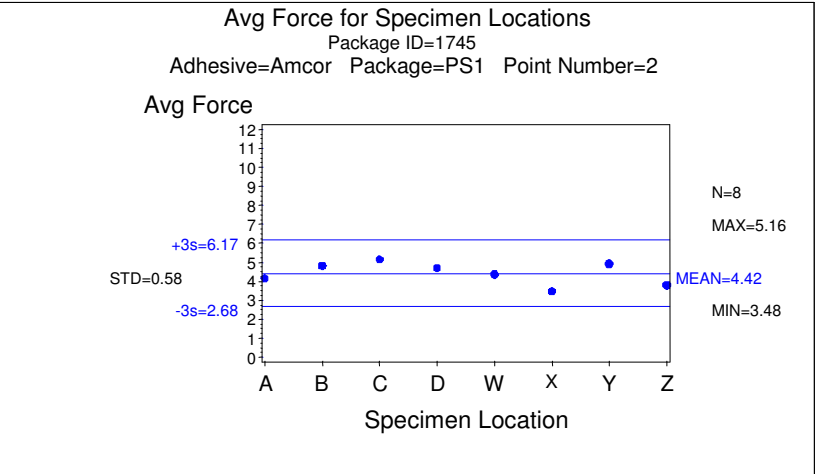 Avg Force for Specimen Locations
Package ID=1745
Adhesive=Amcor Package=PS1 Point Number=2
Avg Force
12
11
10
9
8
7
6
5
4
3
2
1
0
+3s=6.17
STD=0.58
-3s=2.68
N=8
MAX=5.16
MEAN=4.42
MIN=3.48
A B C D W X Y Z
Specimen Location